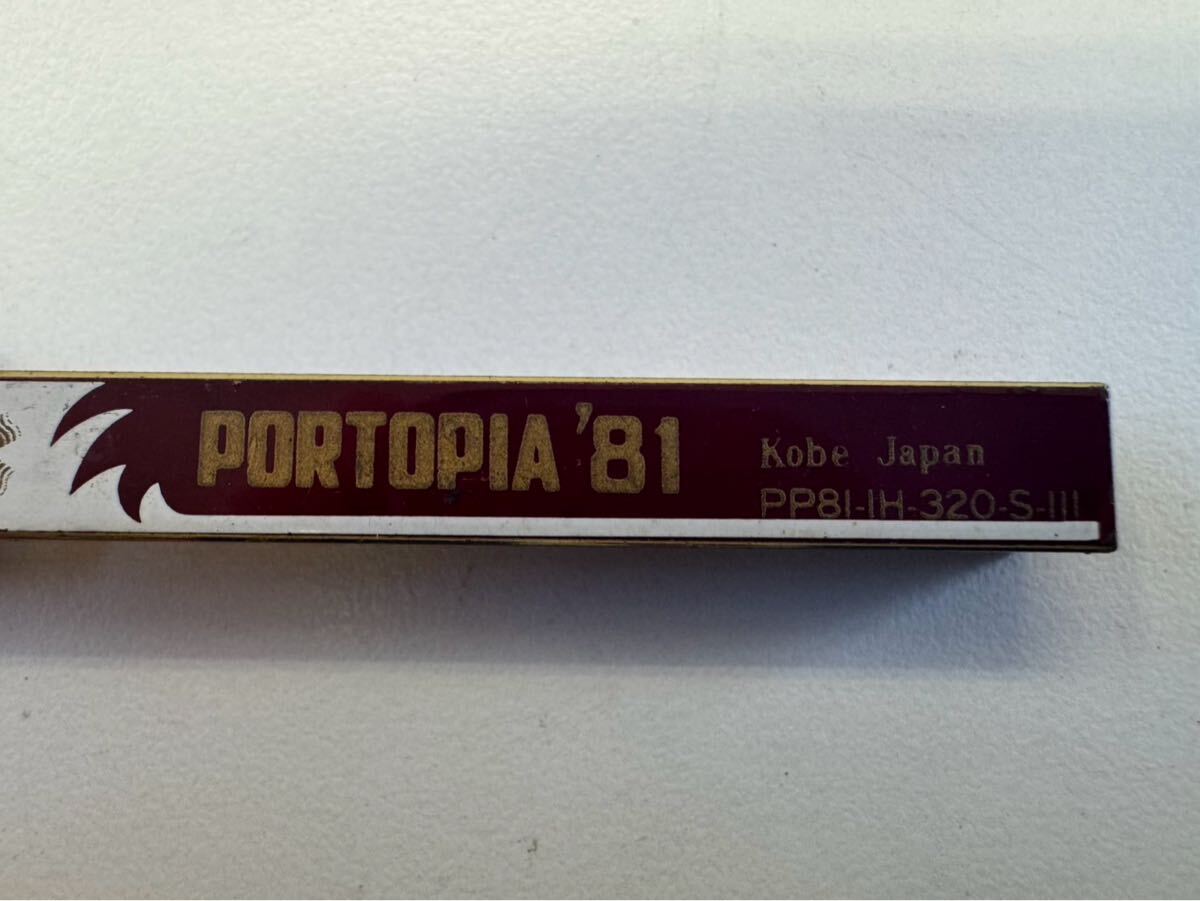 PORTOPIA '81
Kobe Japan
PP81-IH-320-S-III